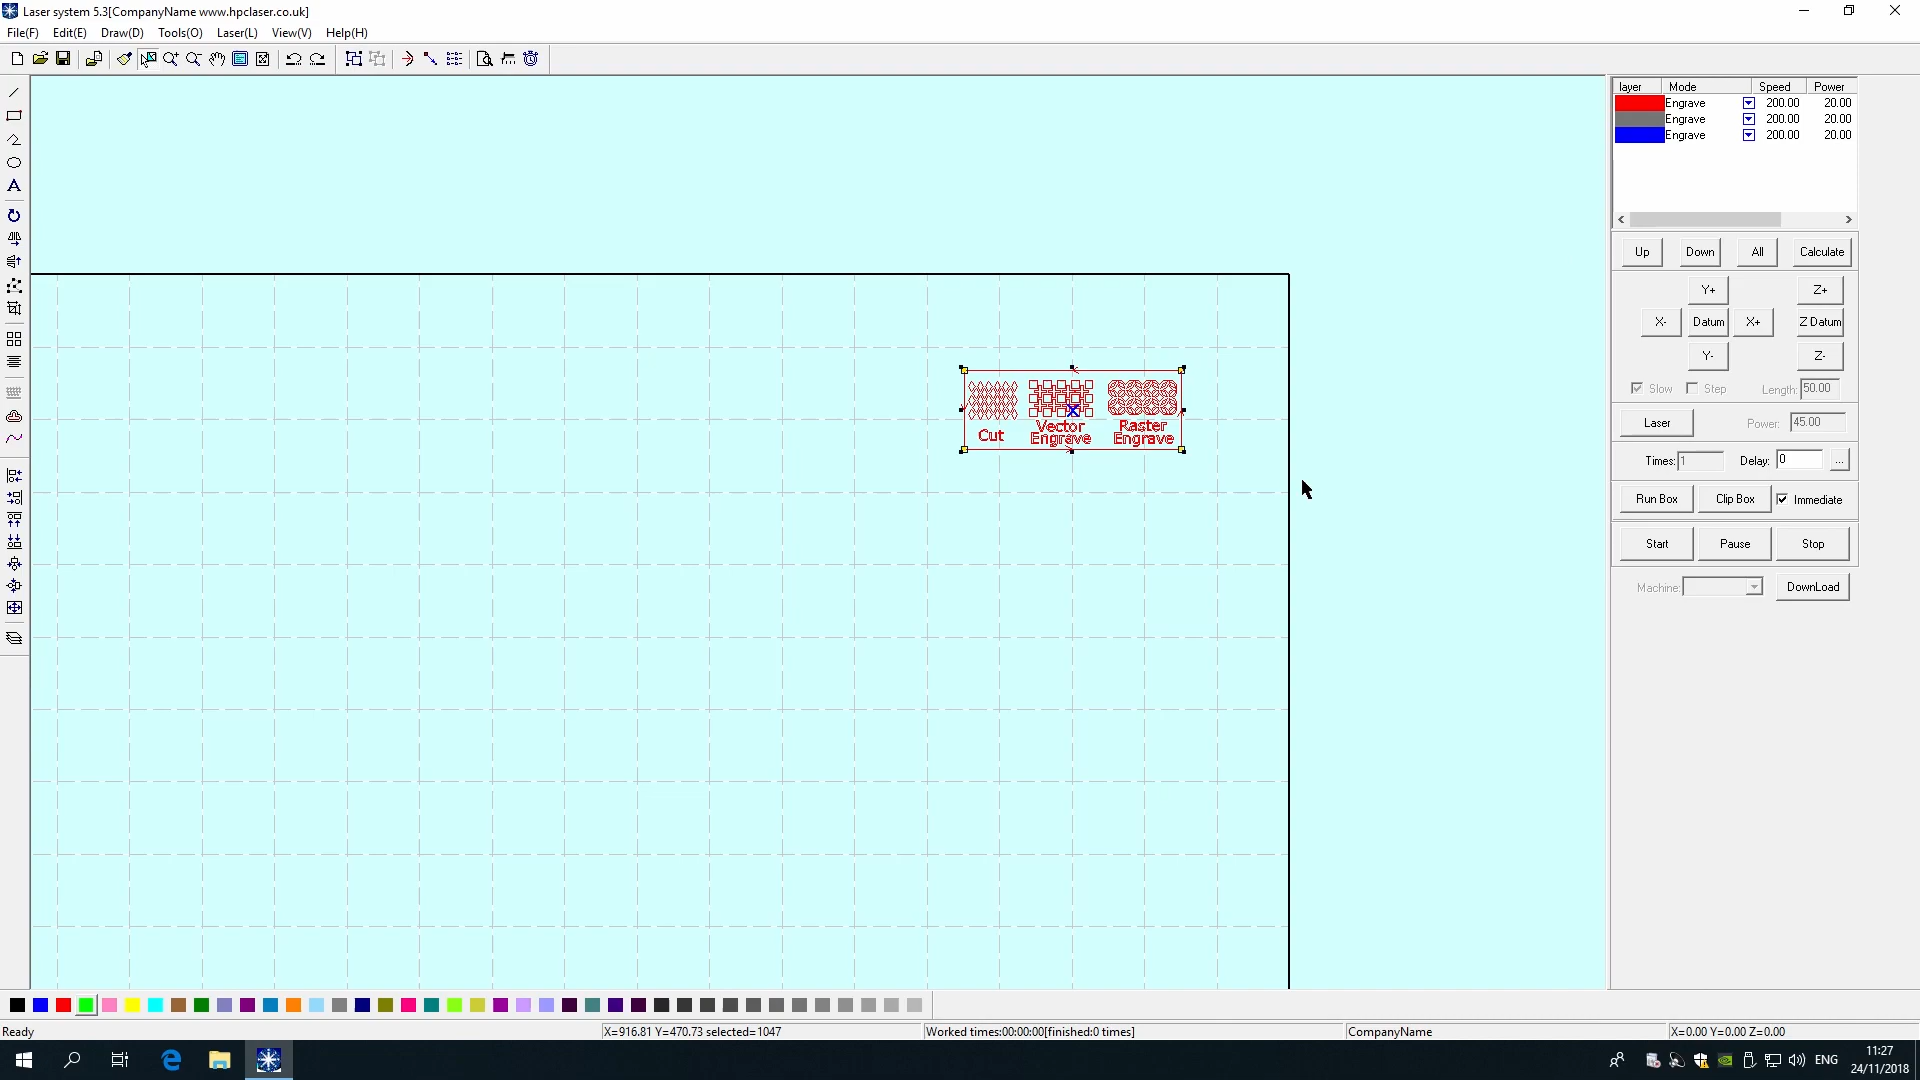 Laser system 5.3[CompanyName www.hpclaser.co.uk]
File(F) Edit(E) Draw(D) Tools(O) Laser(L) View(V) Help(H)
layer Mode Speed Power
Engrave 200.00 20.00
Engrave 200.00 20.00
Engrave 200.00 20.00
Up Down All Calculate
Y+ Z+
X- Datum X+ Z Datum
Y- Z-
Slow Step Length: 50.00
Laser Power: 45.00
Times: 1 Delay: 0 ...
Run Box Clip Box Immediate
Start Pause Stop
Machine: DownLoad
Cut
Vector
Engrave
Raster
Engrave
Ready X=916.81 Y=470.73 selected=1047 Worked times:00:00:00[finished:0 times] CompanyName X=0.00 Y=0.00 Z=0.00
ENG
11:27
24/11/2018